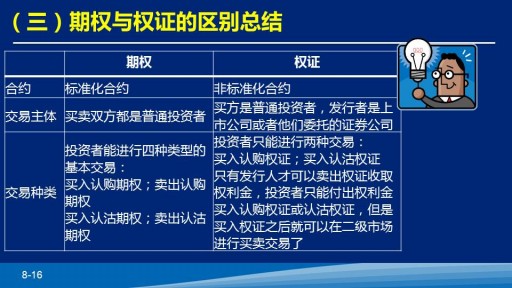 （三）期权与权证的区别总结
期权 权证
合约 标准化合约 非标准化合约
交易主体 买卖双方都是普通投资者 买方是普通投资者，发行者是上
市公司或者他们委托的证券公司
交易种类
投资者能进行四种类型的
基本交易：
买入认购期权；卖出认购
期权
买入认沽期权；卖出认沽
期权
投资者只能进行两种交易：
买入认购权证；买入认沽权证
只有发行人才可以卖出权证收取
权利金，投资者只能付出权利金
买入认购权证或认沽权证，但是
买入权证之后就可以在二级市场
进行买卖交易了
8-16